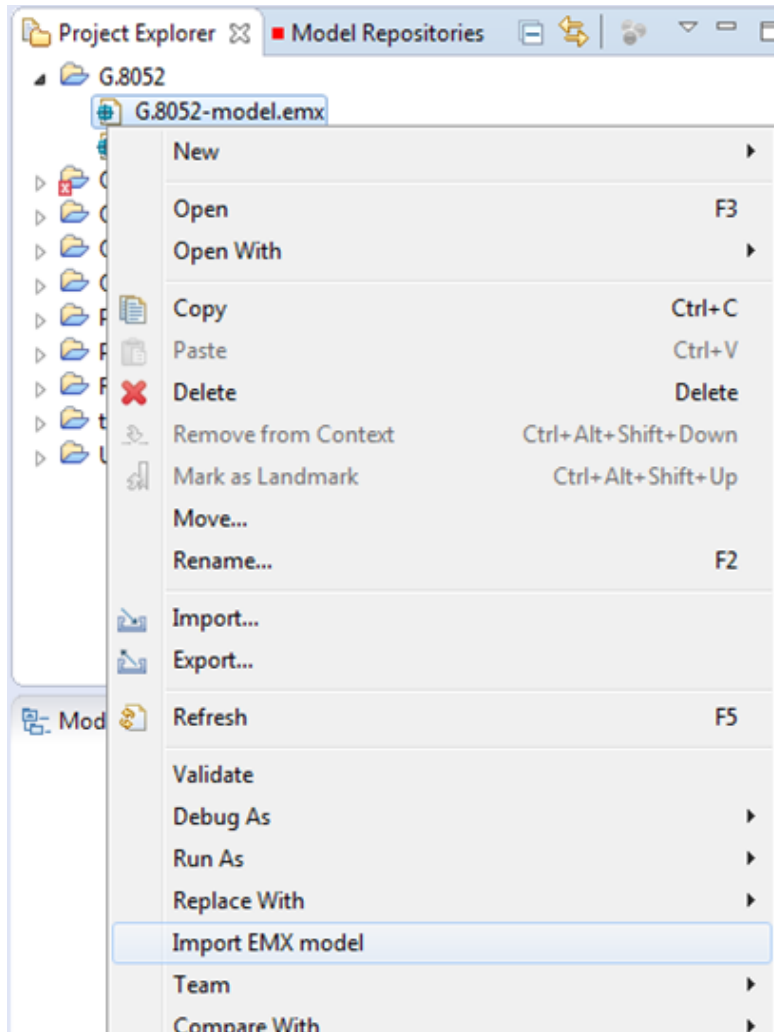 Project Explorer Model Repositories
G.8052
G.8052-model.emx
New
Open F3
Open With
Copy Ctrl+C
Paste Ctrl+V
Delete Delete
Remove from Context Ctrl+Alt+Shift+Down
Mark as Landmark Ctrl+Alt+Shift+Up
Move...
Rename... F2
Import...
Export...
Mod Refresh F5
Validate
Debug As
Run As
Replace With
Import EMX model
Team
Compare With